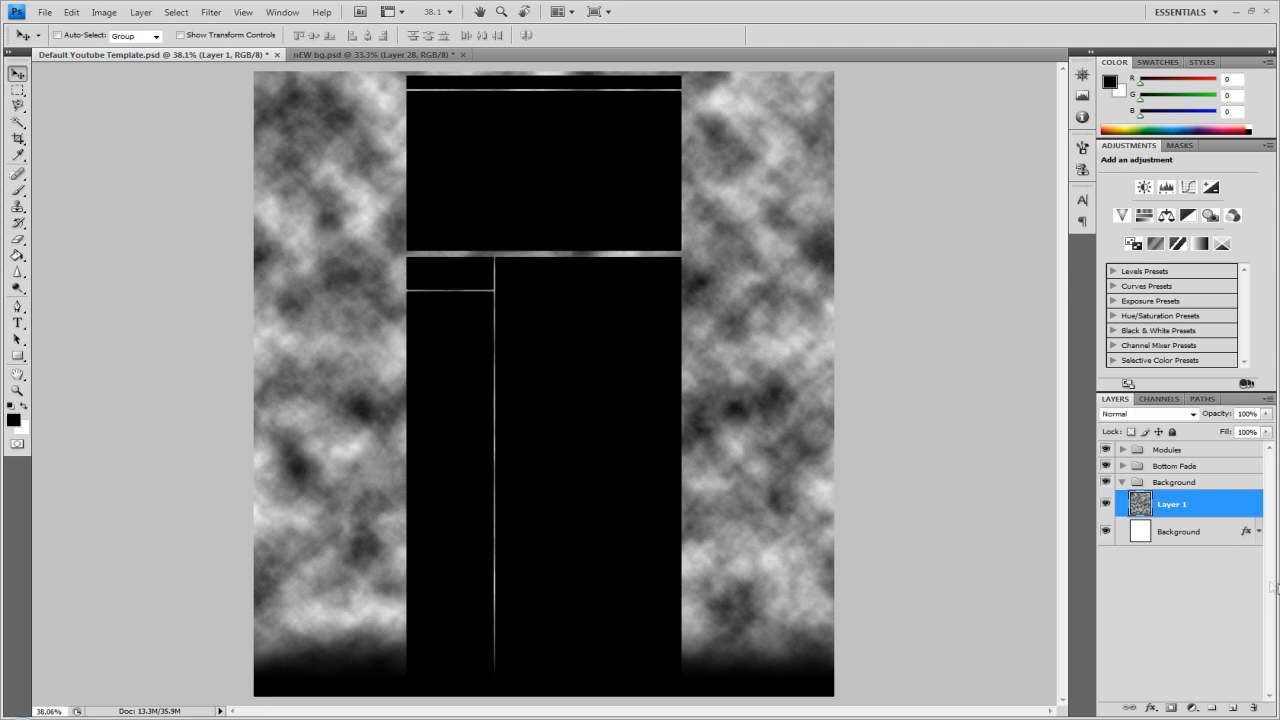 Ps File Edit Image Layer Select Filter View Window Help Br 38.1 ESSENTIALS
Auto-Select: Group Show Transform Controls
Default Youtube Template.psd @ 38.1% (Layer 1, RGB/8) * × nEW bg.psd @ 33.3% (Layer 28, RGB/8) * ×
COLOR SWATCHES STYLES
R 0
G 0
B 0
ADJUSTMENTS MASKS
Add an adjustment
Levels Presets
Curves Presets
Exposure Presets
Hue/Saturation Presets
Black & White Presets
Channel Mixer Presets
Selective Color Presets
LAYERS CHANNELS PATHS
Normal Opacity: 100%
Lock: Fill: 100%
Modules
Bottom Fade
Background
Layer 1
Background fx
38.06% Doc: 13.3M/35.9M